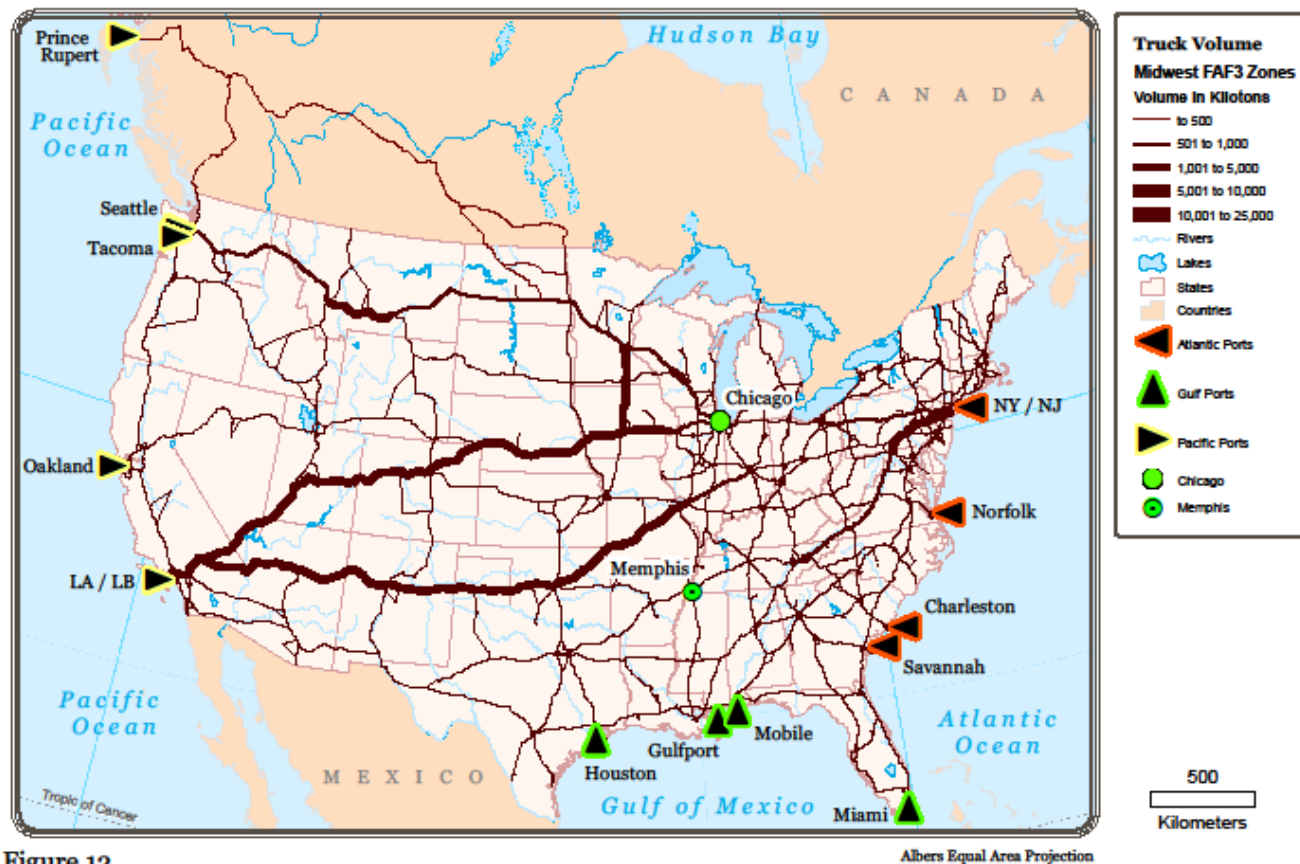 Prince
Rupert
Hudson Bay
CANADA
Pacific
Ocean
Seattle
Tacoma
Chicago
NY / NJ
Oakland
Norfolk
LA / LB
Memphis
Charleston
Savannah
Pacific
Ocean
Atlantic
Ocean
Mobile
Gulfport
Houston
MEXICO
Gulf of Mexico
Miami
Tropic of Cancer
Truck Volume
Midwest FAF3 Zones
Volume in Kilotons
to 500
501 to 1,000
1,001 to 5,000
5,001 to 10,000
10,001 to 25,000
Rivers
Lakes
States
Countries
Atlantic Ports
Gulf Ports
Pacific Ports
Chicago
Memphis
500
Kilometers
Albers Equal Area Projection